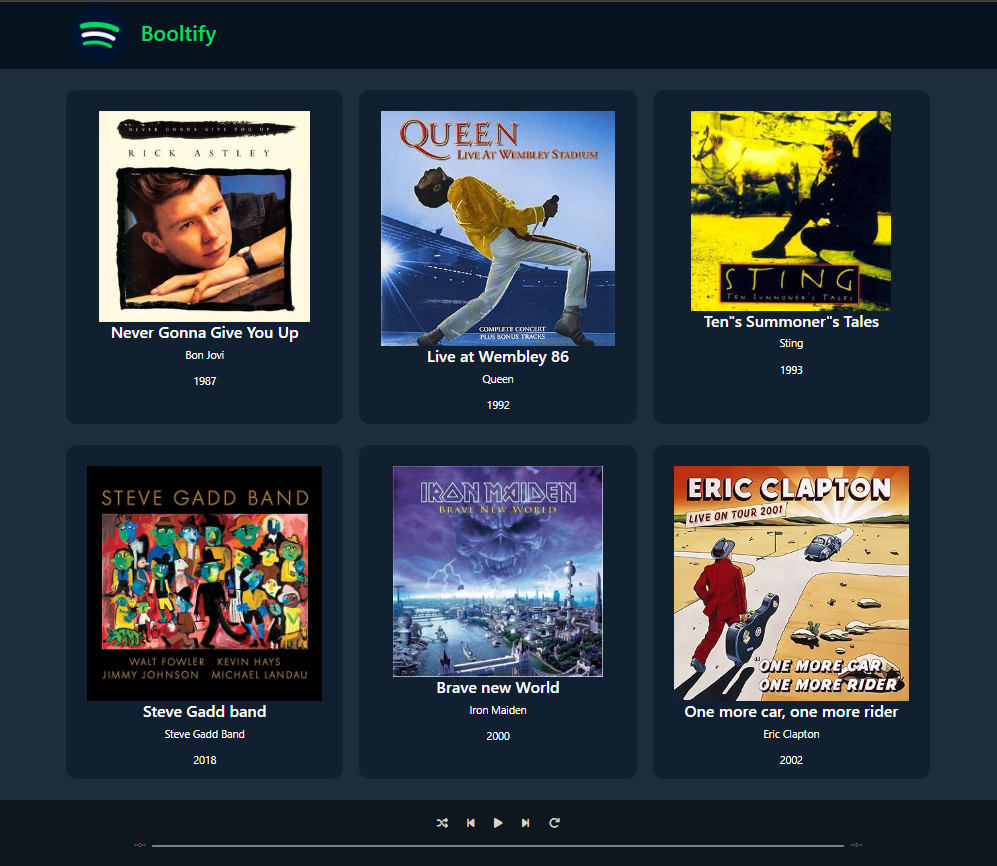 Booltify
NEVER GONNA GIVE YOU UP
RICK ASTLEY
Never Gonna Give You Up
Bon Jovi
1987
QUEEN
LIVE AT WEMBLEY STADIUM
COMPLETE CONCERT
PLUS BONUS TRACKS
Live at Wembley 86
Queen
1992
STING
TEN SUMMONER'S TALES
Ten"s Summoner"s Tales
Sting
1993
STEVE GADD BAND
WALT FOWLER KEVIN HAYS
JIMMY JOHNSON MICHAEL LANDAU
Steve Gadd band
Steve Gadd Band
2018
IRON MAIDEN
BRAVE NEW WORLD
Brave new World
Iron Maiden
2000
ERIC CLAPTON
LIVE ON TOUR 2001
ONE MORE CAR
ONE MORE RIDER
One more car, one more rider
Eric Clapton
2002